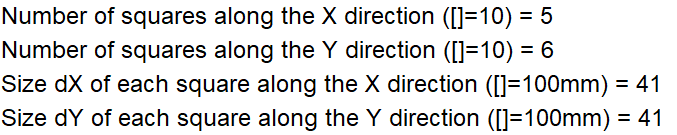 Number of squares along the X direction ([]=10) = 5
Number of squares along the Y direction ([]=10) = 6
Size dX of each square along the X direction ([]=100mm) = 41
Size dY of each square along the Y direction ([]=100mm) = 41